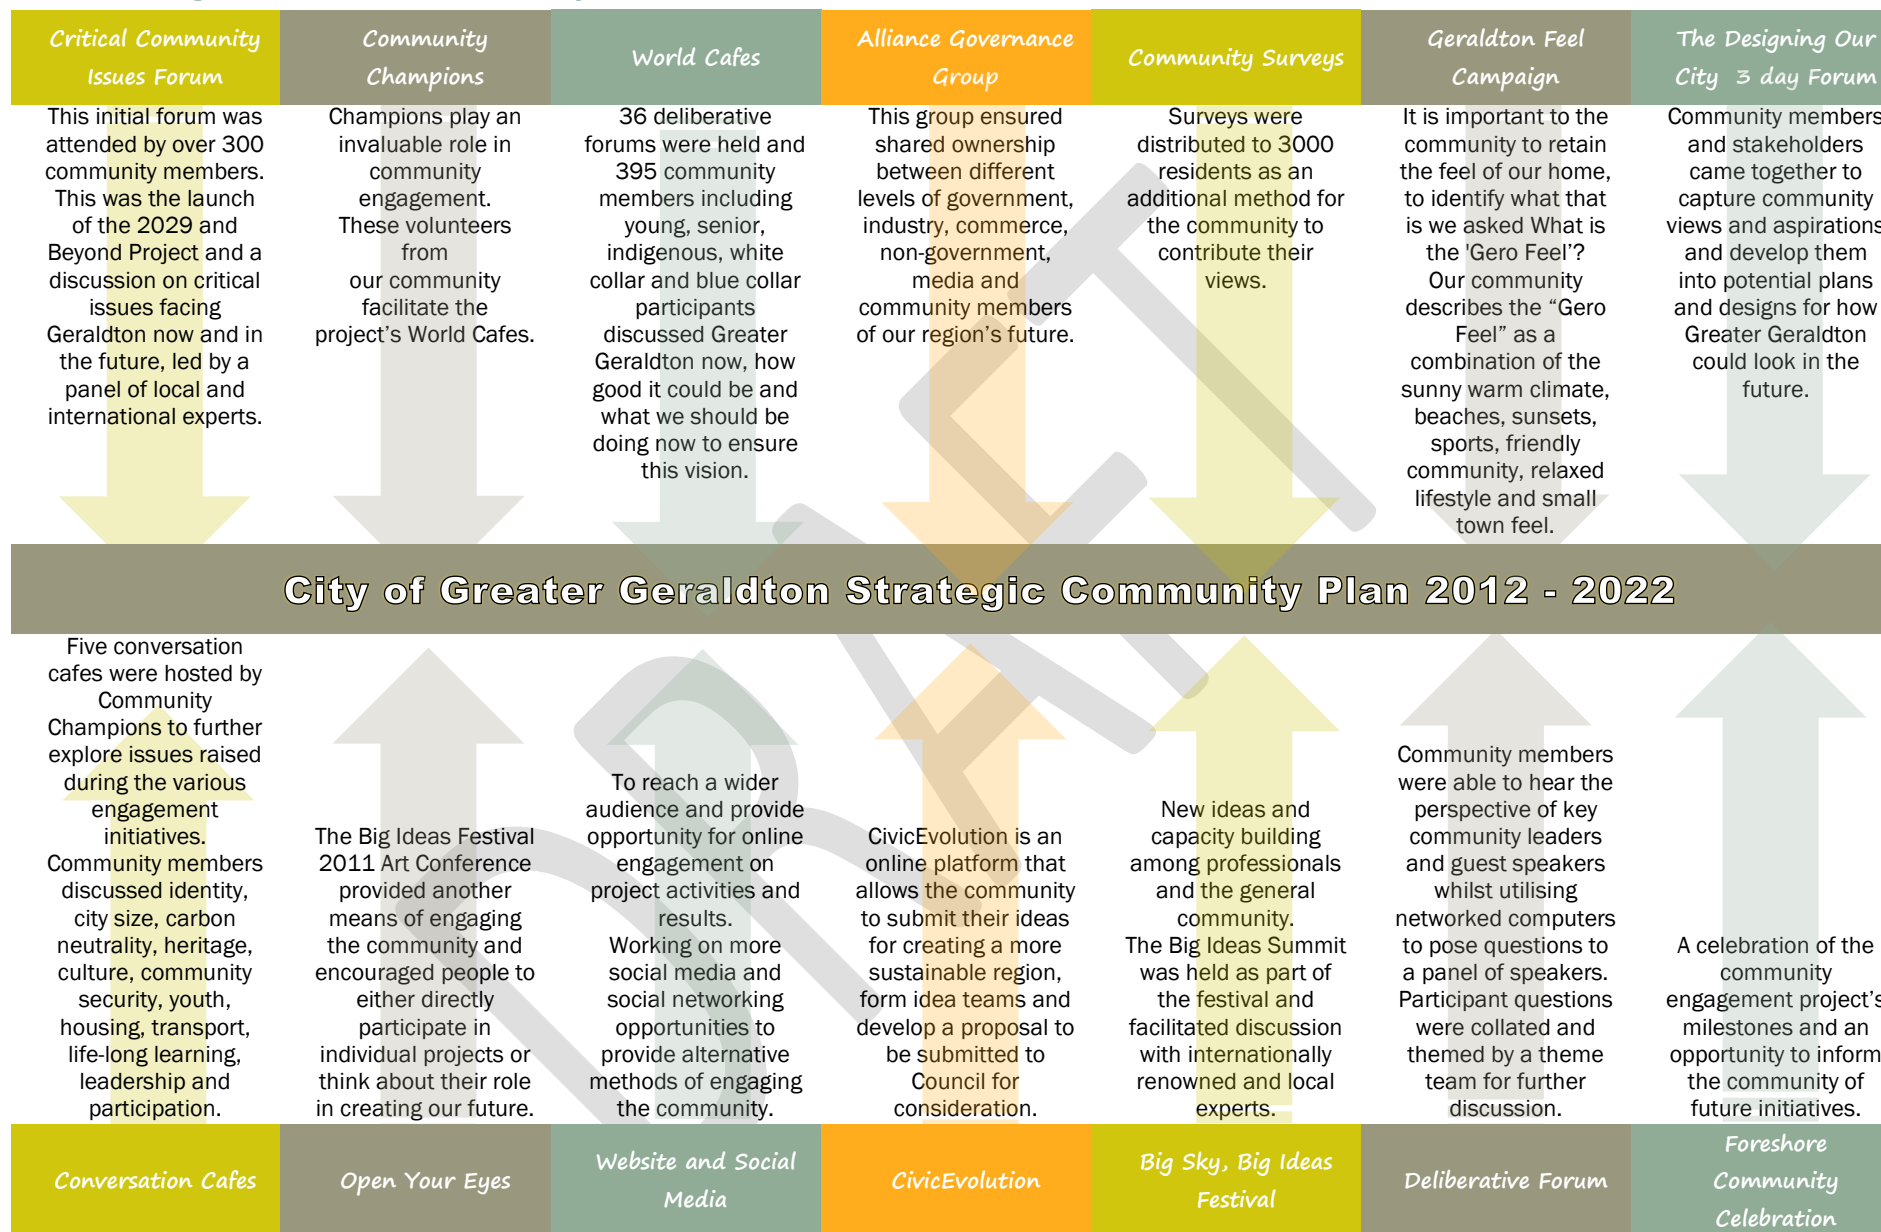 Critical Community
Issues Forum
This initial forum was
attended by over 300
community members.
This was the launch
of the 2029 and
Beyond Project and a
discussion on critical
issues facing
Geraldton now and in
the future, led by a
panel of local and
international experts.
Community
Champions
Champions play an
invaluable role in
community
engagement.
These volunteers
from
our community
facilitate the
project's World Cafes.
World Cafes
36 deliberative
forums were held and
395 community
members including
young, senior,
indigenous, white
collar and blue collar
participants
discussed Greater
Geraldton now, how
good it could be and
what we should be
doing now to ensure
this vision.
Alliance Governance
Group
This group ensured
shared ownership
between different
levels of government,
industry, commerce,
non-government,
media and
community members
of our region's future.
Community Surveys
Surveys were
distributed to 3000
residents as an
additional method for
the community to
contribute their
views.
Geraldton Feel
Campaign
It is important to the
community to retain
the feel of our home,
to identify what that
is we asked What is
the 'Gero Feel'?
Our community
describes the “Gero
Feel” as a
combination of the
sunny warm climate,
beaches, sunsets,
sports, friendly
community, relaxed
lifestyle and small
town feel.
The Designing Our
City 3 day Forum
Community members
and stakeholders
came together to
capture community
views and aspirations
and develop them
into potential plans
and designs for how
Greater Geraldton
could look in the
future.
City of Greater Geraldton Strategic Community Plan 2012 - 2022
Five conversation
cafes were hosted by
Community
Champions to further
explore issues raised
during the various
engagement
initiatives.
Community members
discussed identity,
city size, carbon
neutrality, heritage,
culture, community
security, youth,
housing, transport,
life-long learning,
leadership and
participation.
Conversation Cafes
The Big Ideas Festival
2011 Art Conference
provided another
means of engaging
the community and
encouraged people to
either directly
participate in
individual projects or
think about their role
in creating our future.
Open Your Eyes
To reach a wider
audience and provide
opportunity for online
engagement on
project activities and
results.
Working on more
social media and
social networking
opportunities to
provide alternative
methods of engaging
the community.
Website and Social
Media
CivicEvolution is an
online platform that
allows the community
to submit their ideas
for creating a more
sustainable region,
form idea teams and
develop a proposal to
be submitted to
Council for
consideration.
CivicEvolution
New ideas and
capacity building
among professionals
and the general
community.
The Big Ideas Summit
was held as part of
the festival and
facilitated discussion
with internationally
renowned and local
experts.
Big Sky, Big Ideas
Festival
Community members
were able to hear the
perspective of key
community leaders
and guest speakers
whilst utilising
networked computers
to pose questions to
a panel of speakers.
Participant questions
were collated and
themed by a theme
team for further
discussion.
Deliberative Forum
A celebration of the
community
engagement project's
milestones and an
opportunity to inform
the community of
future initiatives.
Foreshore
Community
Celebration
DRAFT